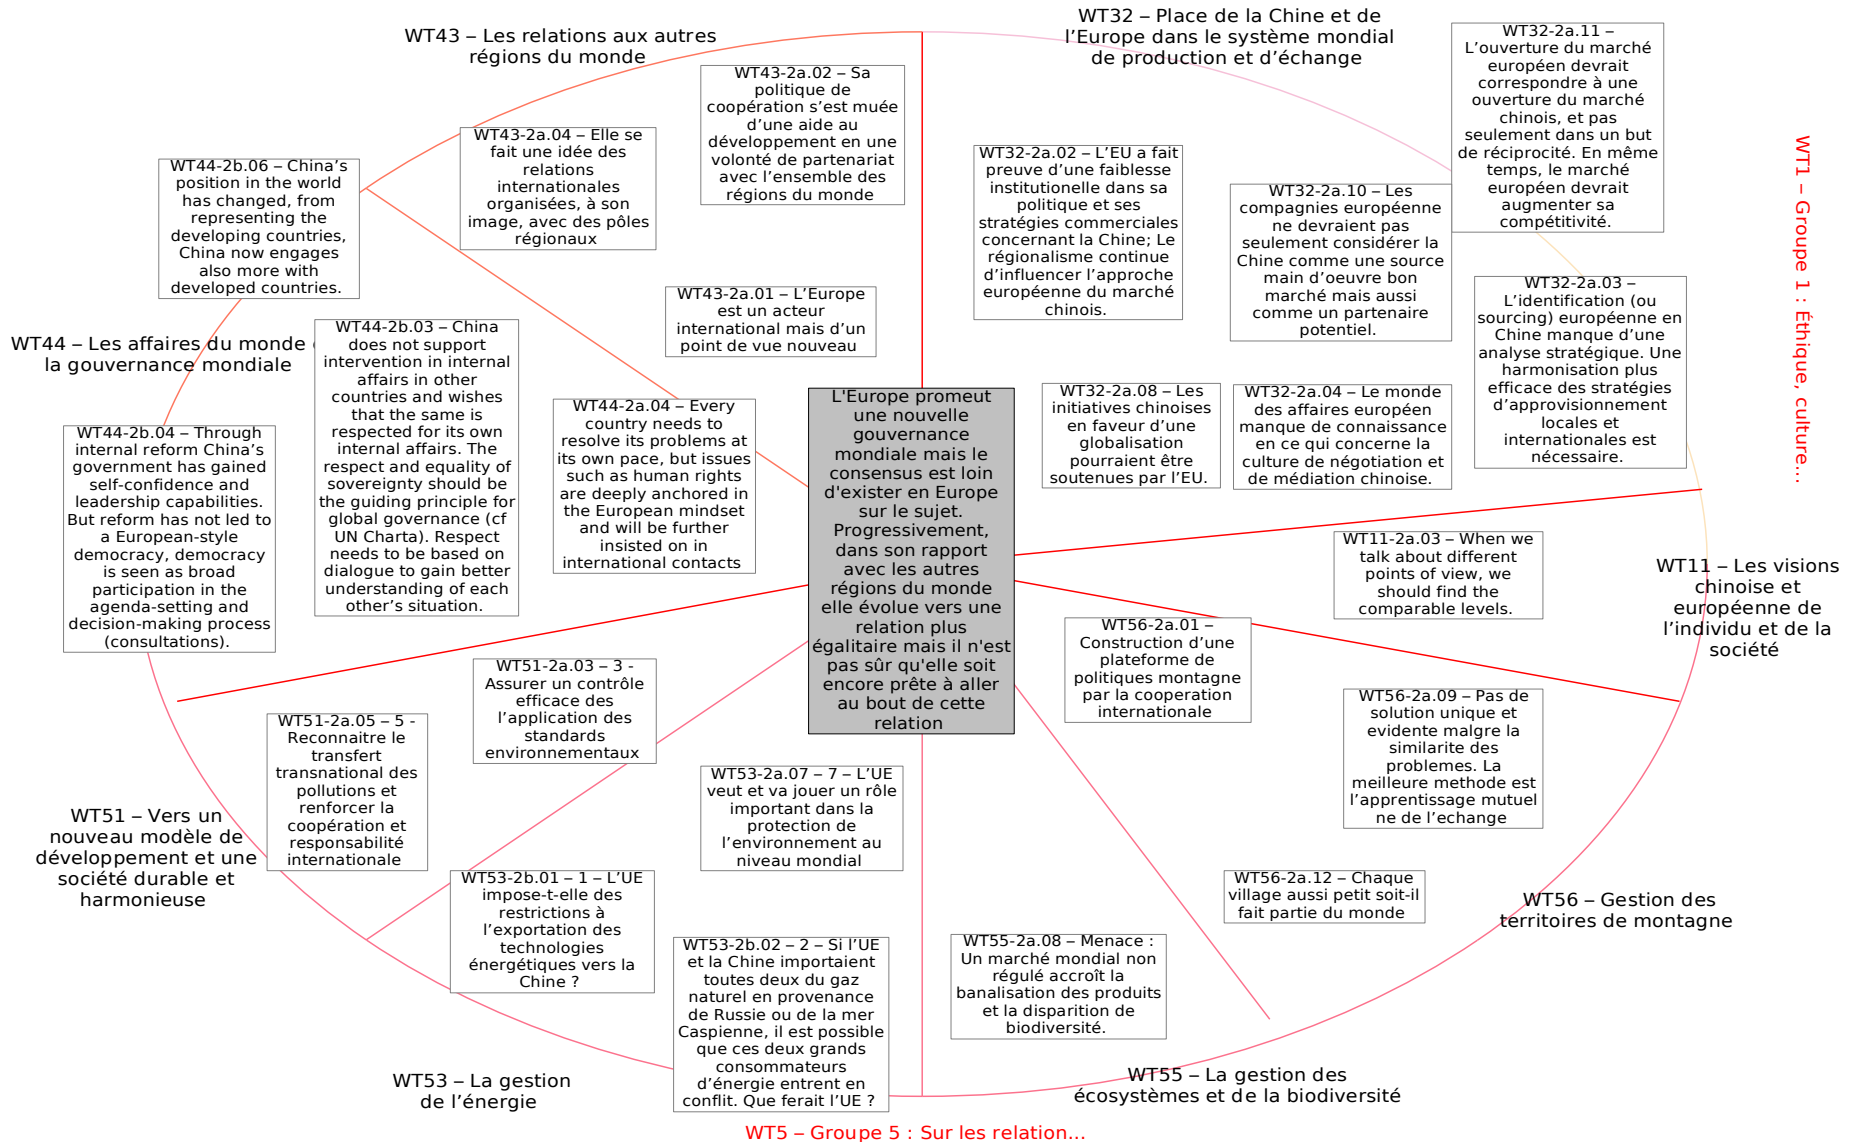 WT43 – Les relations aux autres
régions du monde
WT32 – Place de la Chine et de
l’Europe dans le système mondial
de production et d’échange
WT32-2a.11 –
L’ouverture du marché
européen devrait
correspondre à une
ouverture du marché
chinois, et pas
seulement dans un but
de réciprocité. En même
temps, le marché
européen devrait
augmenter sa
compétitivité.
WT43-2a.02 – Sa
politique de
coopération s’est muée
d’une aide au
développement en une
volonté de partenariat
avec l’ensemble des
régions du monde
WT43-2a.04 – Elle se
fait une idée des
relations
internationales
organisées, à son
image, avec des pôles
régionaux
WT44-2b.06 – China’s
position in the world
has changed, from
representing the
developing countries,
China now engages
also more with
developed countries.
WT32-2a.02 – L’EU a fait
preuve d’une faiblesse
institutionelle dans sa
politique et ses
stratégies commerciales
concernant la Chine; Le
régionalisme continue
d’influencer l’approche
européenne du marché
chinois.
WT32-2a.10 – Les
compagnies européenne
ne devraient pas
seulement considérer la
Chine comme une source
main d’oeuvre bon
marché mais aussi
comme un partenaire
potentiel.
WT1 – Groupe 1 : Éthique, culture...
WT43-2a.01 – L’Europe
est un acteur
international mais d’un
point de vue nouveau
WT32-2a.03 –
L’identification (ou
sourcing) européenne en
Chine manque d’une
analyse stratégique. Une
harmonisation plus
efficace des stratégies
d’approvisionnement
locales et
internationales est
nécessaire.
WT44 – Les affaires du monde
la gouvernance mondiale
WT44-2b.03 – China
does not support
intervention in internal
affairs in other
countries and wishes
that the same is
respected for its own
internal affairs. The
respect and equality of
sovereignty should be
the guiding principle for
global governance (cf
UN Charta). Respect
needs to be based on
dialogue to gain better
understanding of each
other’s situation.
WT44-2a.04 – Every
country needs to
resolve its problems at
its own pace, but issues
such as human rights
are deeply anchored in
the European mindset
and will be further
insisted on in
international contacts
L'Europe promeut
une nouvelle
gouvernance
mondiale mais le
consensus est loin
d'exister en Europe
sur le sujet.
Progressivement,
dans son rapport
avec les autres
régions du monde
elle évolue vers une
relation plus
égalitaire mais il n'est
pas sûr qu'elle soit
encore prête à aller
au bout de cette
relation
WT32-2a.08 – Les
initiatives chinoises
en faveur d’une
globalisation
pourraient être
soutenues par l’EU.
WT32-2a.04 – Le monde
des affaires européen
manque de connaissance
en ce qui concerne la
culture de négotiation et
de médiation chinoise.
WT44-2b.04 – Through
internal reform China’s
government has gained
self-confidence and
leadership capabilities.
But reform has not led to
a European-style
democracy, democracy
is seen as broad
participation in the
agenda-setting and
decision-making process
(consultations).
WT11-2a.03 – When we
talk about different
points of view, we
should find the
comparable levels.
WT11 – Les visions
chinoise et
européenne de
l’individu et de la
société
WT56-2a.01 –
Construction d’une
plateforme de
politiques montagne
par la cooperation
internationale
WT51-2a.03 – 3 -
Assurer un contrôle
efficace des
l’application des
standards
environnementaux
WT56-2a.09 – Pas de
solution unique et
evidente malgre la
similarite des
problemes. La
meilleure methode est
l’apprentissage mutuel
ne de l’echange
WT51-2a.05 – 5 -
Reconnaitre le
transfert
transnational des
pollutions et
renforcer la
coopération et
responsabilité
internationale
WT53-2a.07 – 7 – L’UE
veut et va jouer un rôle
important dans la
protection de
l’environnement au
niveau mondial
WT51 – Vers un
nouveau modèle de
développement et une
société durable et
harmonieuse
WT53-2b.01 – 1 – L’UE
impose-t-elle des
restrictions à
l’exportation des
technologies
énergétiques vers la
Chine ?
WT56-2a.12 – Chaque
village aussi petit soit-il
fait partie du monde
WT56 – Gestion des
territoires de montagne
WT53-2b.02 – 2 – Si l’UE
et la Chine importaient
toutes deux du gaz
naturel en provenance
de Russie ou de la mer
Caspienne, il est possible
que ces deux grands
consommateurs
d’énergie entrent en
conflit. Que ferait l’UE ?
WT55-2a.08 – Menace :
Un marché mondial non
régulé accroît la
banalisation des produits
et la disparition de
biodiversité.
WT53 – La gestion
de l’énergie
WT55 – La gestion des
écosystèmes et de la biodiversité
WT5 – Groupe 5 : Sur les relation...